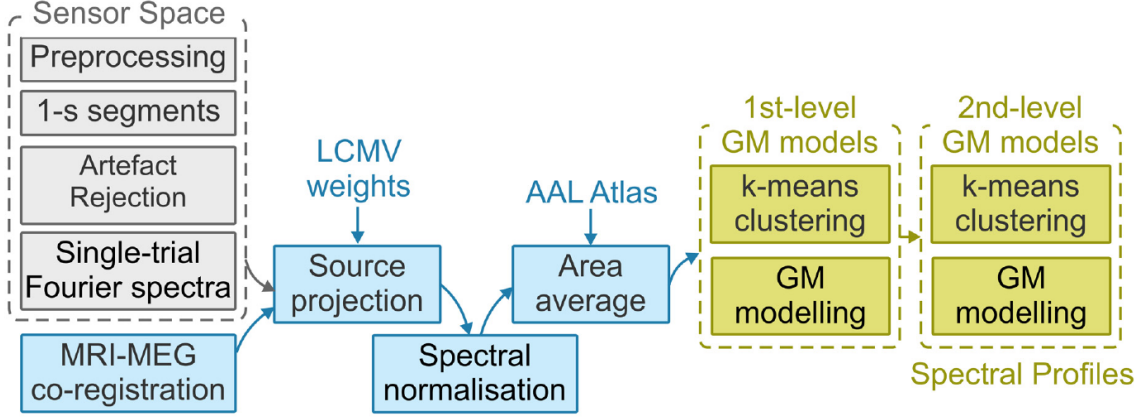 Sensor Space
Preprocessing
1-s segments
Artefact
Rejection
Single-trial
Fourier spectra
MRI-MEG
co-registration
LCMV
weights
Source
projection
Spectral
normalisation
AAL Atlas
Area
average
1st-level
GM models
k-means
clustering
GM
modelling
2nd-level
GM models
k-means
clustering
GM
modelling
Spectral Profiles